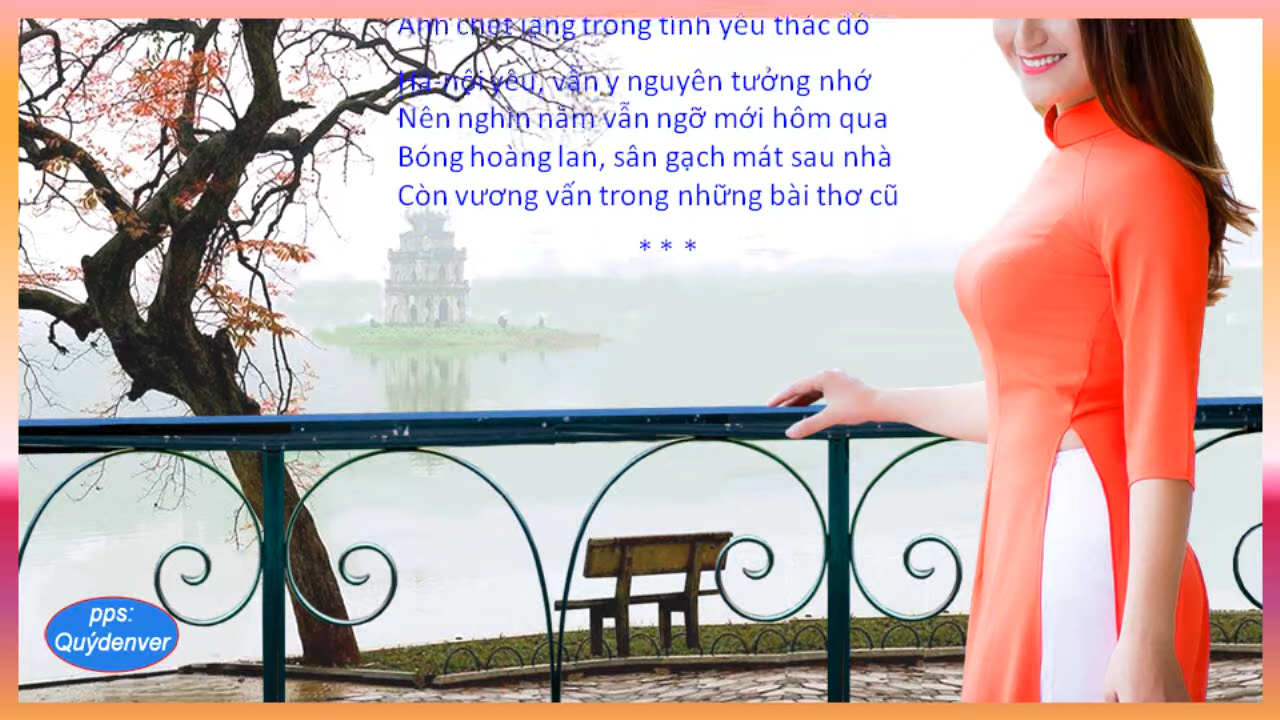 Anh chợt lặng trong tình yêu thác đổ
Hà-nội yêu, vẫn y nguyên tưởng nhớ
Nên nghìn năm vẫn ngỡ mới hôm qua
Bóng hoàng lan, sân gạch mát sau nhà
Còn vương vấn trong những bài thơ cũ
* * *
pps:
Quýdenver